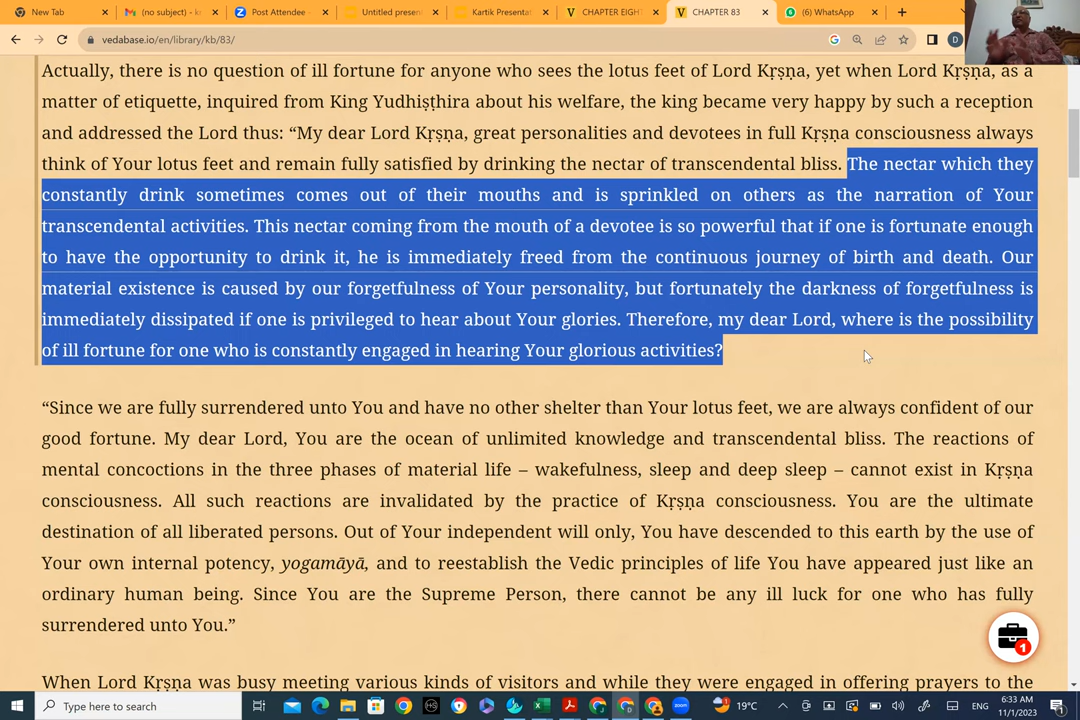 New Tab
(no subject) - k
Post Attendee -
Untitled presen
Kartik Presenta
CHAPTER EIGH
CHAPTER 83
(6) WhatsApp
vedabase.io/en/library/kb/83/
D
Actually, there is no question of ill fortune for anyone who sees the lotus feet of Lord Kṛṣṇa, yet when Lord Kṛṣṇa, as a
matter of etiquette, inquired from King Yudhiṣṭhira about his welfare, the king became very happy by such a reception
and addressed the Lord thus: “My dear Lord Kṛṣṇa, great personalities and devotees in full Kṛṣṇa consciousness always
think of Your lotus feet and remain fully satisfied by drinking the nectar of transcendental bliss. The nectar which they
constantly drink sometimes comes out of their mouths and is sprinkled on others as the narration of Your
transcendental activities. This nectar coming from the mouth of a devotee is so powerful that if one is fortunate enough
to have the opportunity to drink it, he is immediately freed from the continuous journey of birth and death. Our
material existence is caused by our forgetfulness of Your personality, but fortunately the darkness of forgetfulness is
immediately dissipated if one is privileged to hear about Your glories. Therefore, my dear Lord, where is the possibility
of ill fortune for one who is constantly engaged in hearing Your glorious activities?
“Since we are fully surrendered unto You and have no other shelter than Your lotus feet, we are always confident of our
good fortune. My dear Lord, You are the ocean of unlimited knowledge and transcendental bliss. The reactions of
mental concoctions in the three phases of material life – wakefulness, sleep and deep sleep – cannot exist in Kṛṣṇa
consciousness. All such reactions are invalidated by the practice of Kṛṣṇa consciousness. You are the ultimate
destination of all liberated persons. Out of Your independent will only, You have descended to this earth by the use of
Your own internal potency, yogamāyā, and to reestablish the Vedic principles of life You have appeared just like an
ordinary human being. Since You are the Supreme Person, there cannot be any ill luck for one who has fully
surrendered unto You.”
1
When Lord Kṛṣṇa was busy meeting various kinds of visitors and while they were engaged in offering prayers to the
Type here to search
zoom
19°C
ENG
6:33 AM
11/1/2023